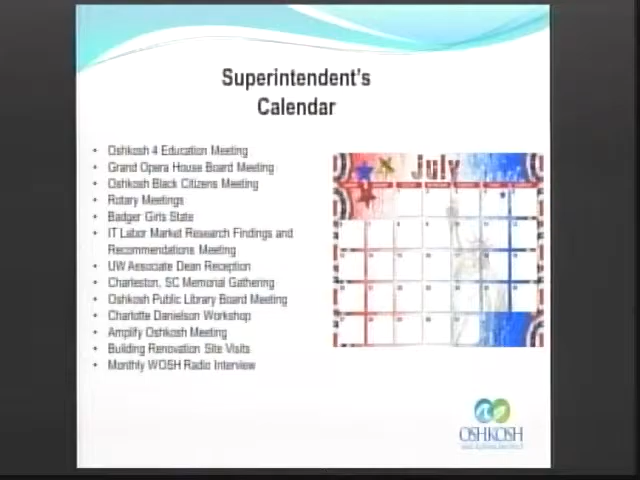 Superintendent's
Calendar
• Oshkosh 4 Education Meeting
• Grand Opera House Board Meeting
• Oshkosh Black Citizens Meeting
• Rotary Meetings
• Badger Girls State
• IT Labor Market Research Findings and
Recommendations Meeting
• UW Associate Dean Reception
• Charleston, SC Memorial Gathering
• Oshkosh Public Library Board Meeting
• Charlotte Danielson Workshop
• Amplify Oshkosh Meeting
• Building Renovation Site Visits
• Monthly WOSH Radio Interview
July
OSHKOSH